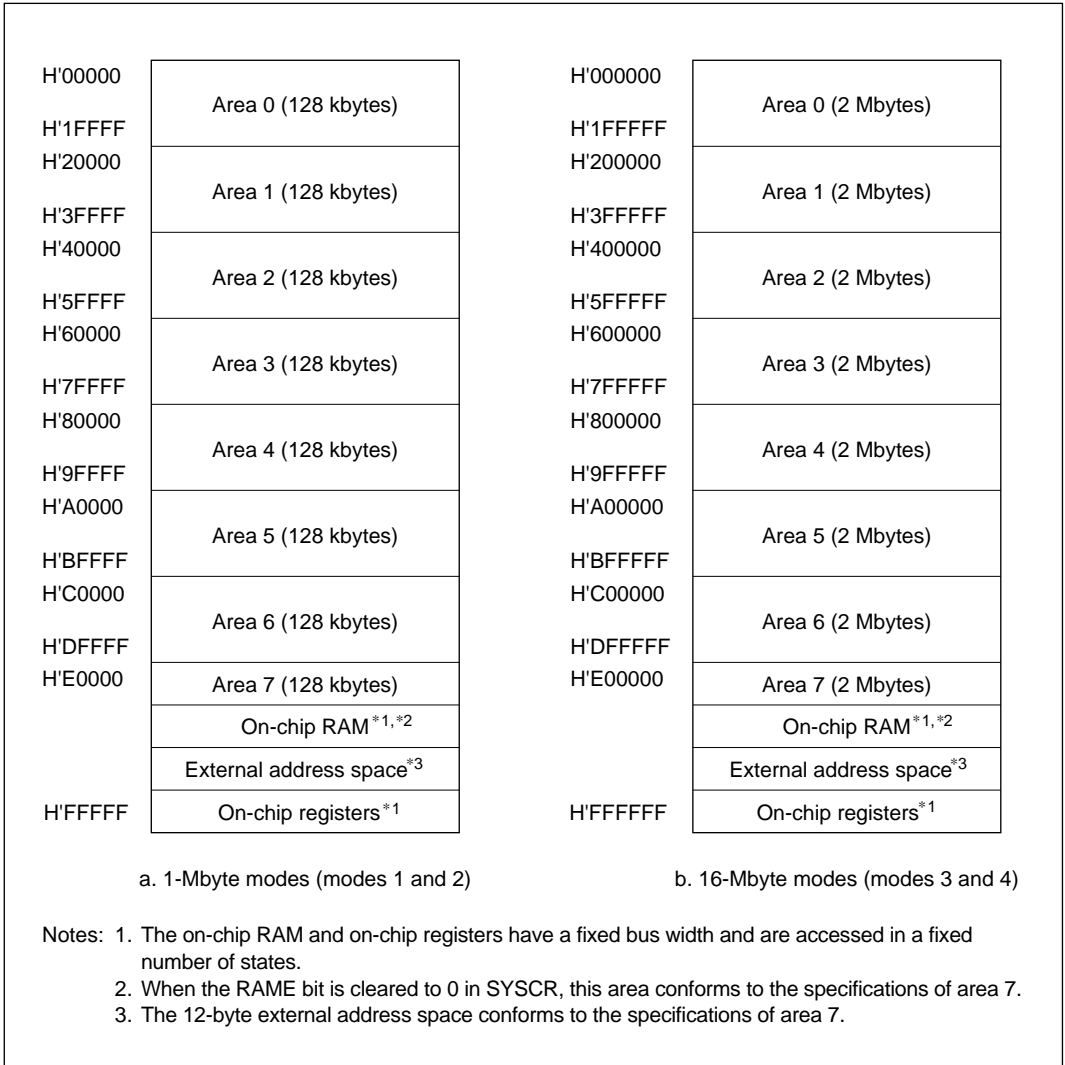 H'00000
Area 0 (128 kbytes)
H'1FFFF
H'20000
Area 1 (128 kbytes)
H'3FFFF
H'40000
Area 2 (128 kbytes)
H'5FFFF
H'60000
Area 3 (128 kbytes)
H'7FFFF
H'80000
Area 4 (128 kbytes)
H'9FFFF
H'A0000
Area 5 (128 kbytes)
H'BFFFF
H'C0000
Area 6 (128 kbytes)
H'DFFFF
H'E0000
Area 7 (128 kbytes)
On-chip RAM*1,*2
External address space*3
H'FFFFF
On-chip registers*1
a. 1-Mbyte modes (modes 1 and 2)
H'000000
Area 0 (2 Mbytes)
H'1FFFFF
H'200000
Area 1 (2 Mbytes)
H'3FFFFF
H'400000
Area 2 (2 Mbytes)
H'5FFFFF
H'600000
Area 3 (2 Mbytes)
H'7FFFFF
H'800000
Area 4 (2 Mbytes)
H'9FFFFF
H'A00000
Area 5 (2 Mbytes)
H'BFFFFF
H'C00000
Area 6 (2 Mbytes)
H'DFFFFF
H'E00000
Area 7 (2 Mbytes)
On-chip RAM*1,*2
External address space*3
H'FFFFFF
On-chip registers*1
b. 16-Mbyte modes (modes 3 and 4)
Notes: 1. The on-chip RAM and on-chip registers have a fixed bus width and are accessed in a fixed
number of states.
2. When the RAME bit is cleared to 0 in SYSCR, this area conforms to the specifications of area 7.
3. The 12-byte external address space conforms to the specifications of area 7.